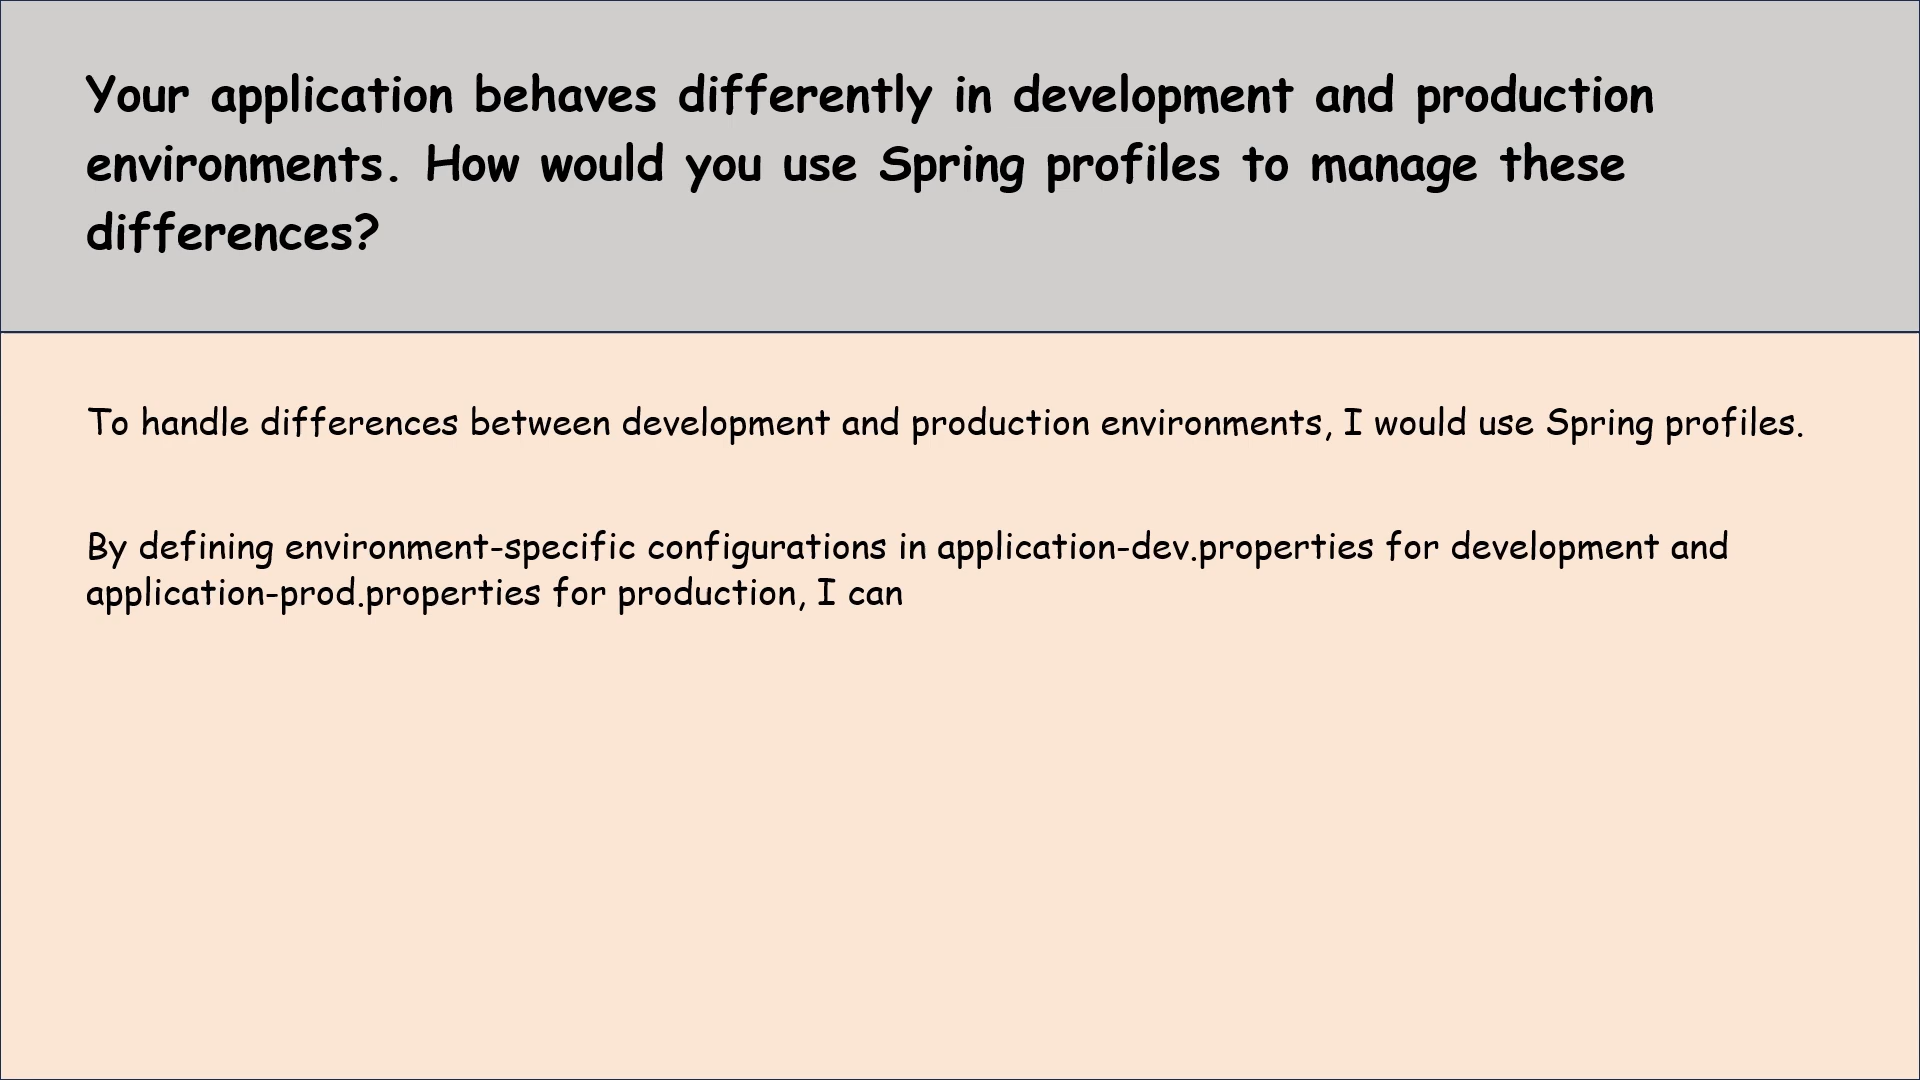 Your application behaves differently in development and production
environments. How would you use Spring profiles to manage these
differences?
To handle differences between development and production environments, I would use Spring profiles.
By defining environment-specific configurations in application-dev.properties for development and
application-prod.properties for production, I can